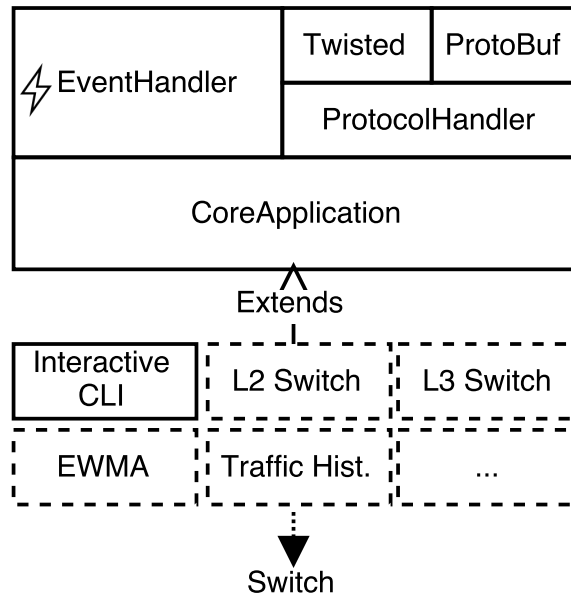 Twisted
ProtoBuf
EventHandler
ProtocolHandler
CoreApplication
Extends
Interactive
CLI
L2 Switch
L3 Switch
EWMA
Traffic Hist.
...
Switch